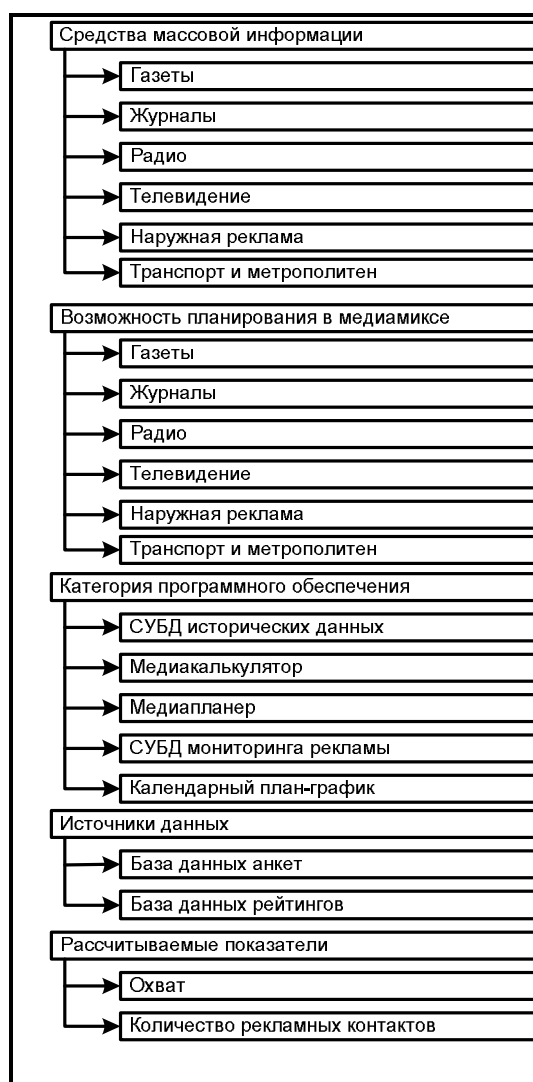 Средства массовой информации
Газеты
Журналы
Радио
Телевидение
Наружная реклама
Транспорт и метрополитен
Возможность планирования в медиамиксе
Газеты
Журналы
Радио
Телевидение
Наружная реклама
Транспорт и метрополитен
Категория программного обеспечения
СУБД исторических данных
Медиакалькулятор
Медиапланер
СУБД мониторинга рекламы
Календарный план-график
Источники данных
База данных анкет
База данных рейтингов
Рассчитываемые показатели
Охват
Количество рекламных контактов